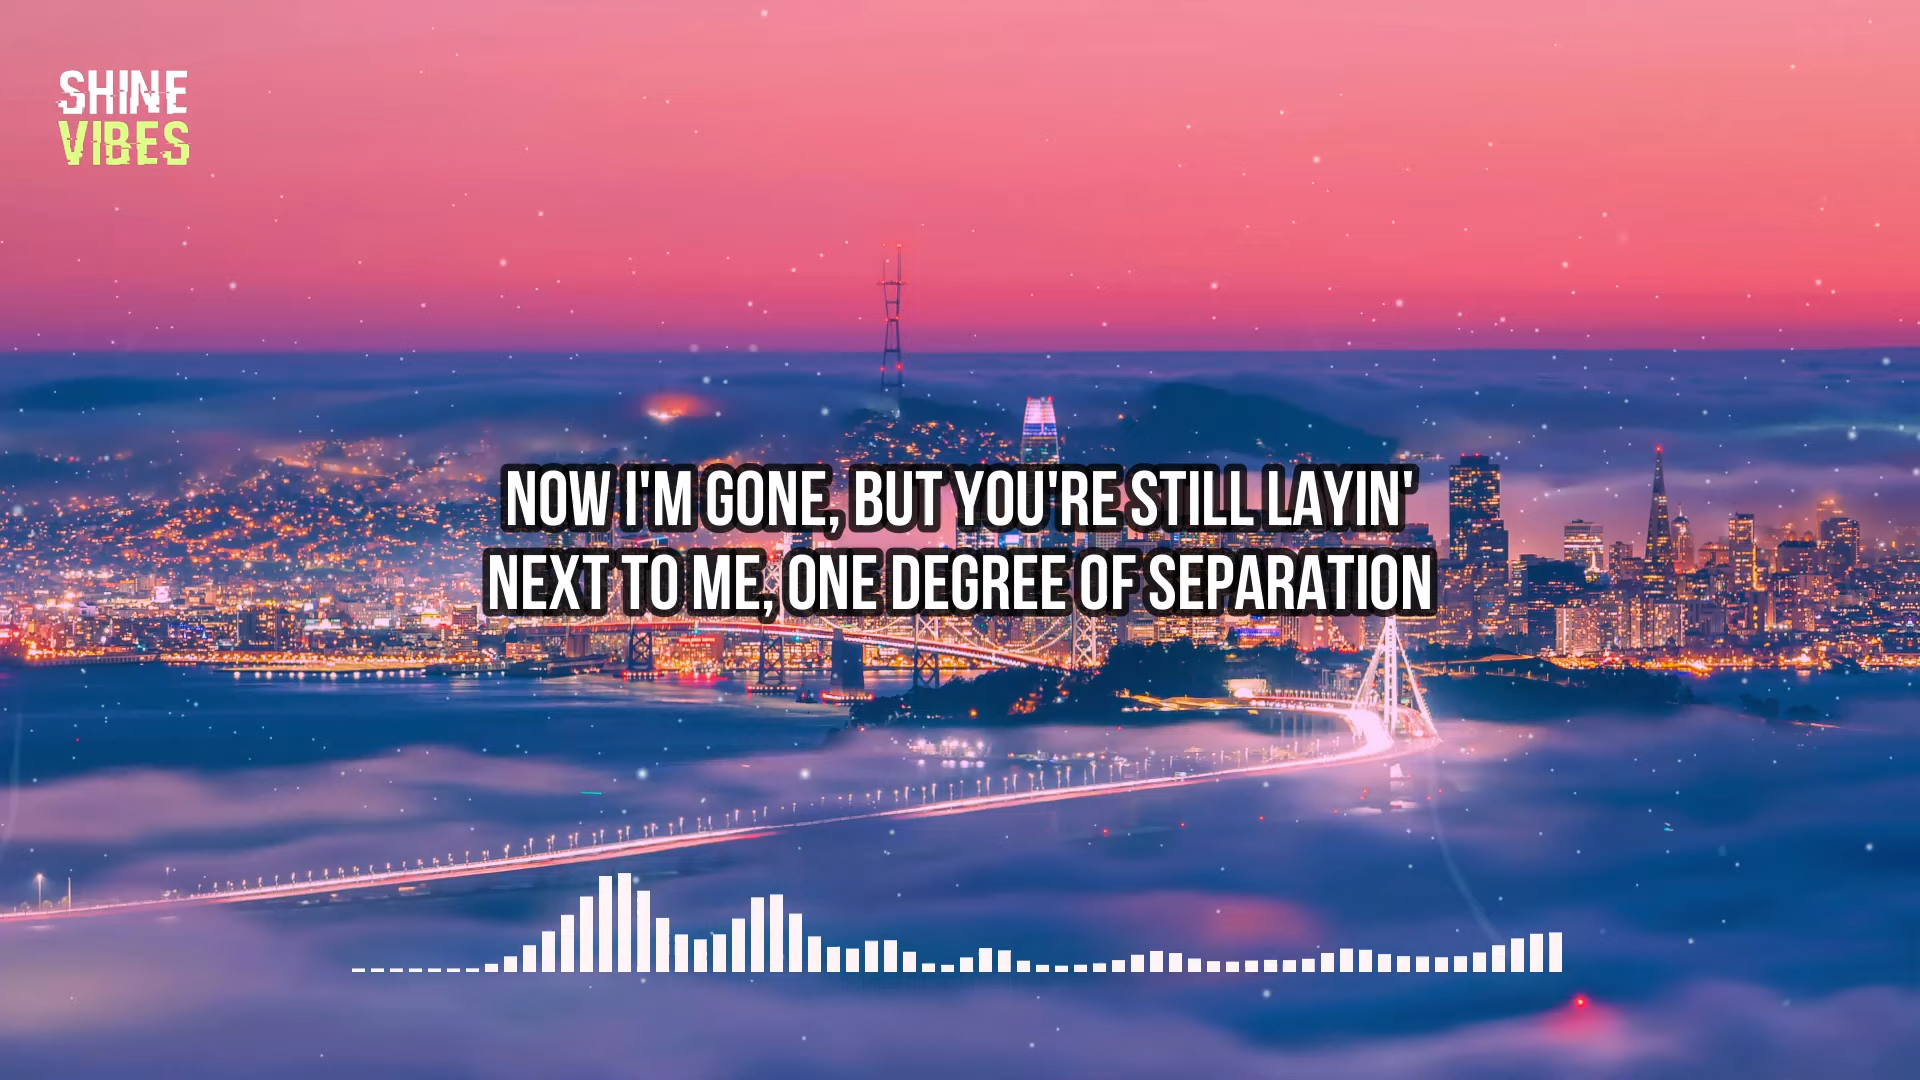 SHINE
VIBES
NOW I'M GONE, BUT YOU'RE STILL LAYIN'
NEXT TO ME, ONE DEGREE OF SEPARATION